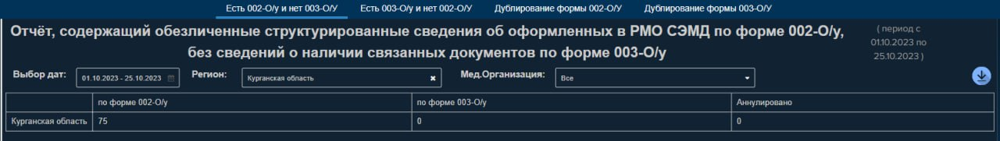 Есть 002-О/у и нет 003-О/У Есть 003-О/у и нет 002-О/У Дублирование формы 002-О/У Дублирование формы 003-О/У
Отчёт, содержащий обезличенные структурированные сведения об оформленных в РМО СЭМД по форме 002-О/у,
без сведений о наличии связанных документов по форме 003-О/у
( период с
01.10.2023 по
25.10.2023 )
Выбор дат: 01.10.2023 - 25.10.2023 Регион: Курганская область Мед.Организация: Все
по форме 002-О/у по форме 003-О/у Аннулировано
Курганская область 75 0 0